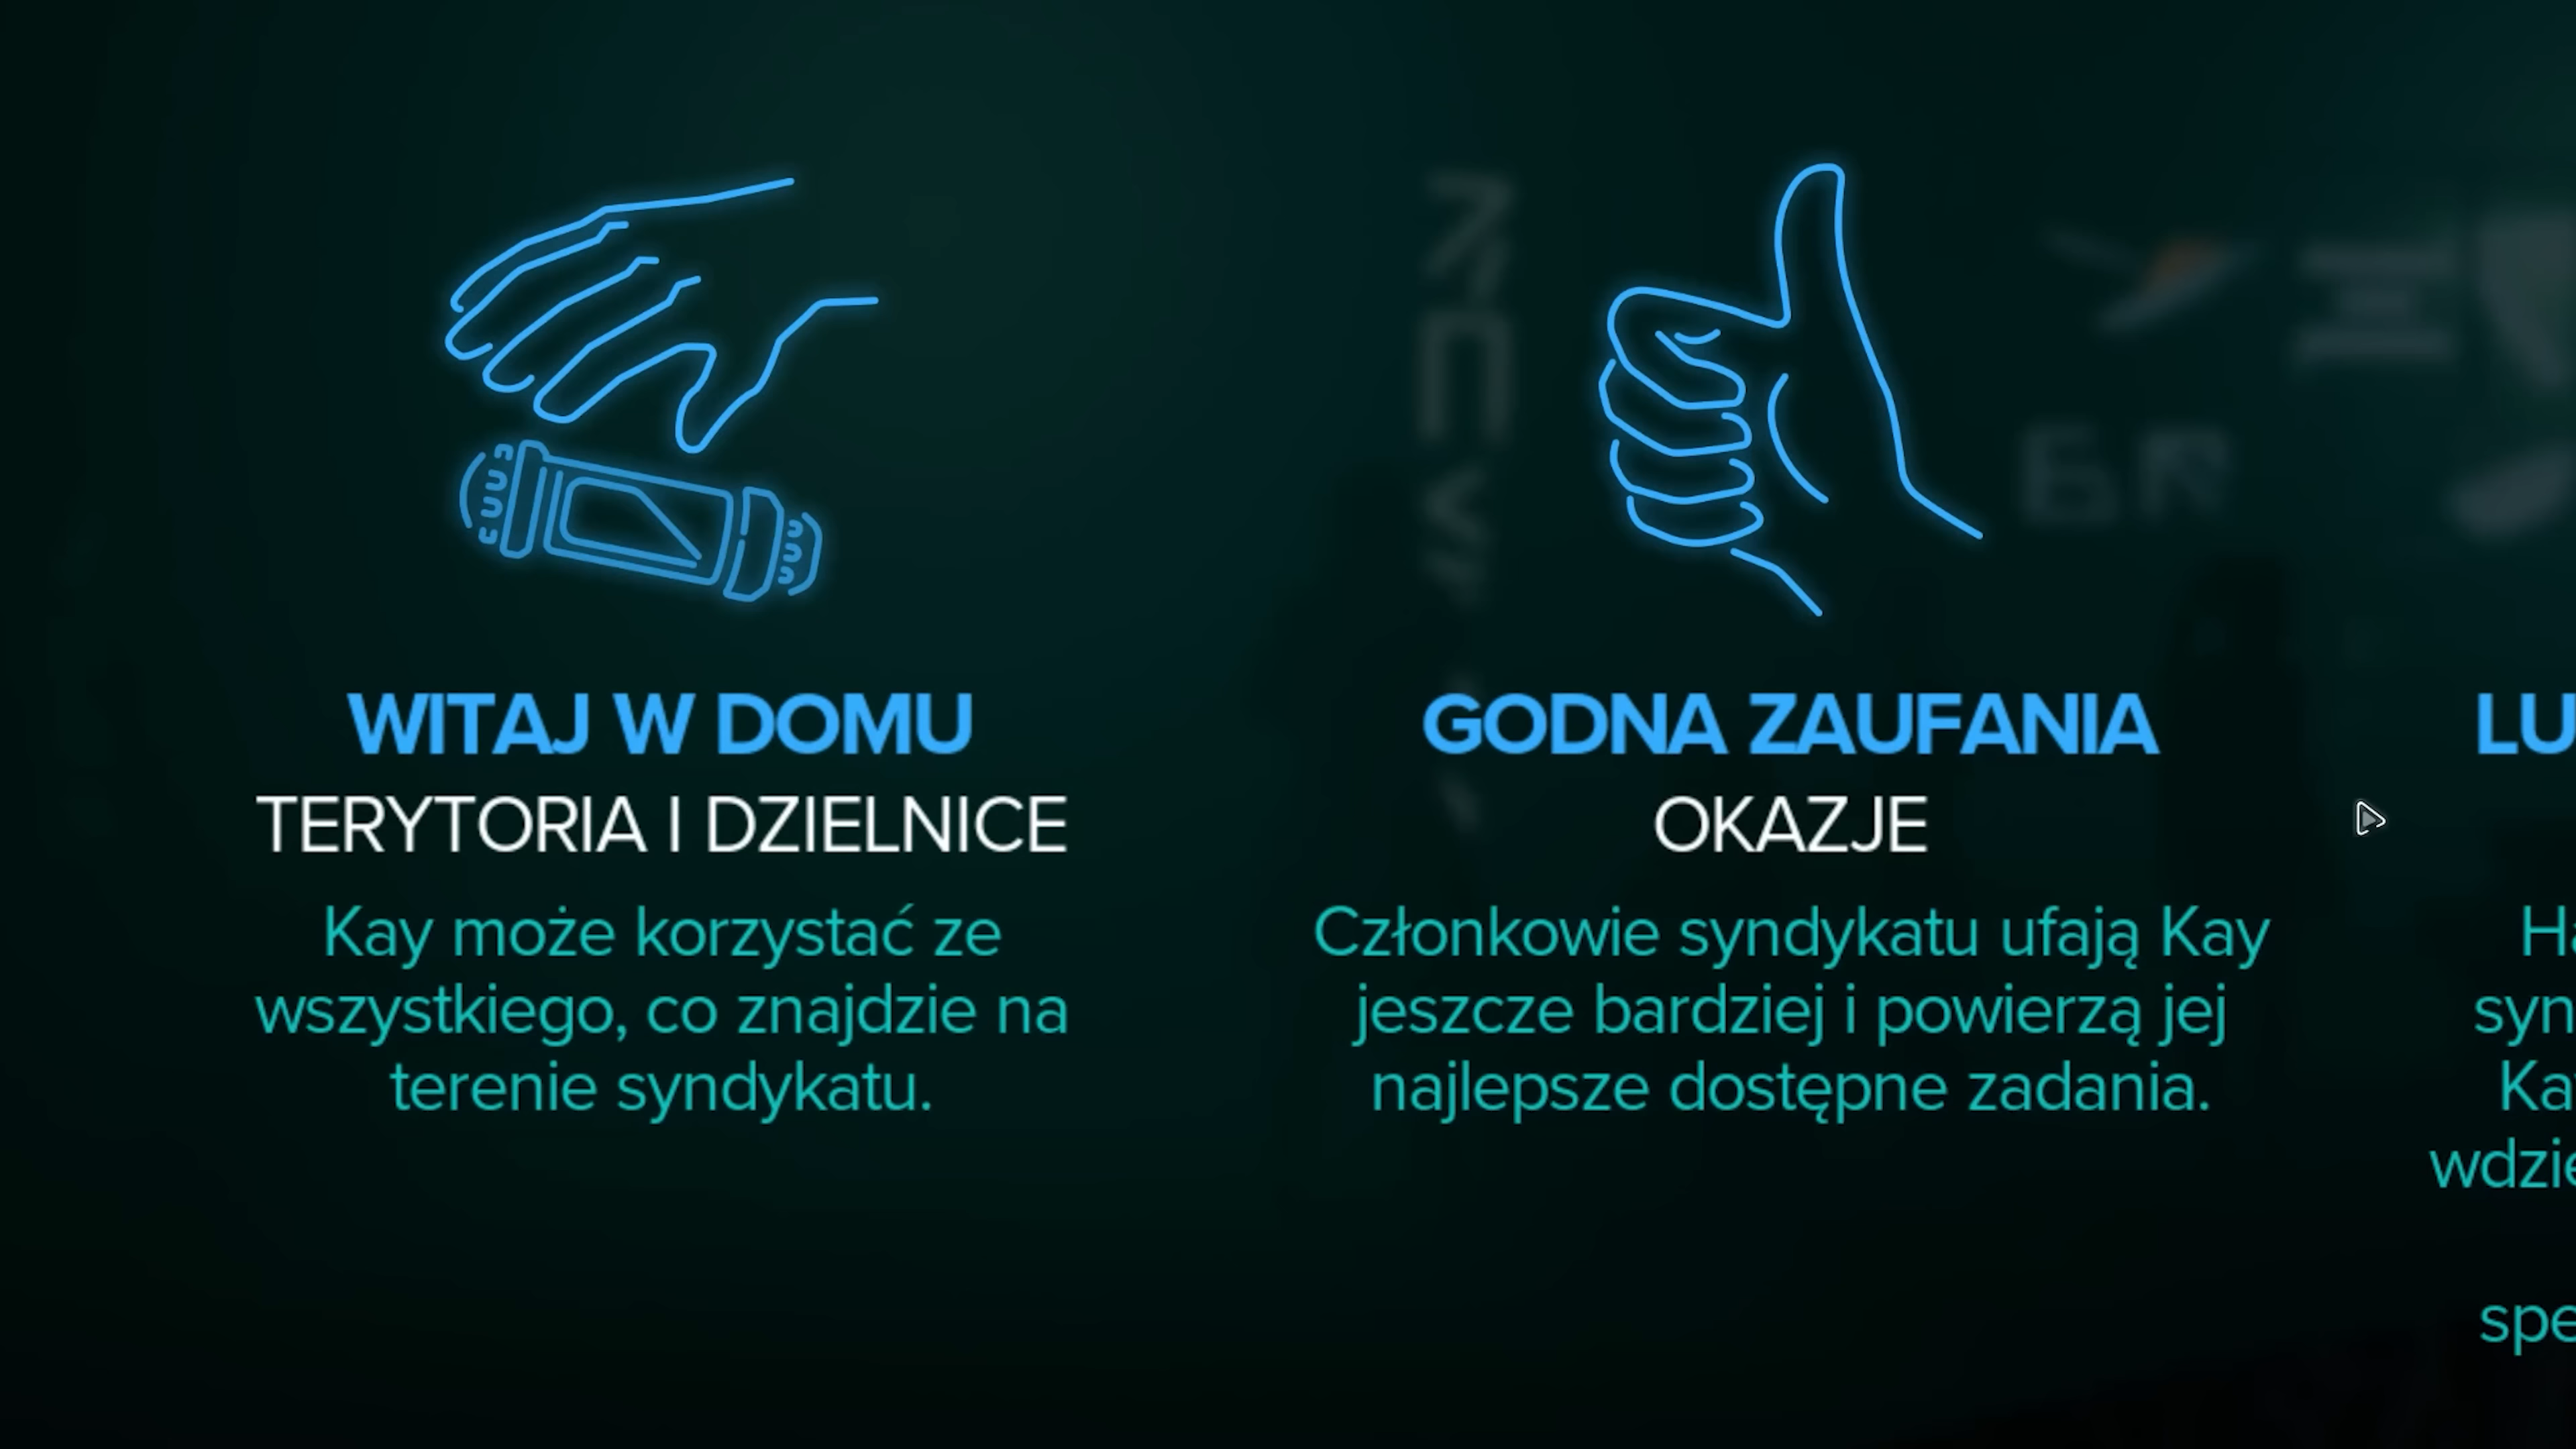 WITAJ W DOMU
TERYTORIA I DZIELNICE
Kay może korzystać ze
wszystkiego, co znajdzie na
terenie syndykatu.
GODNA ZAUFANIA
OKAZJE
Członkowie syndykatu ufają Kay
jeszcze bardziej i powierzą jej
najlepsze dostępne zadania.